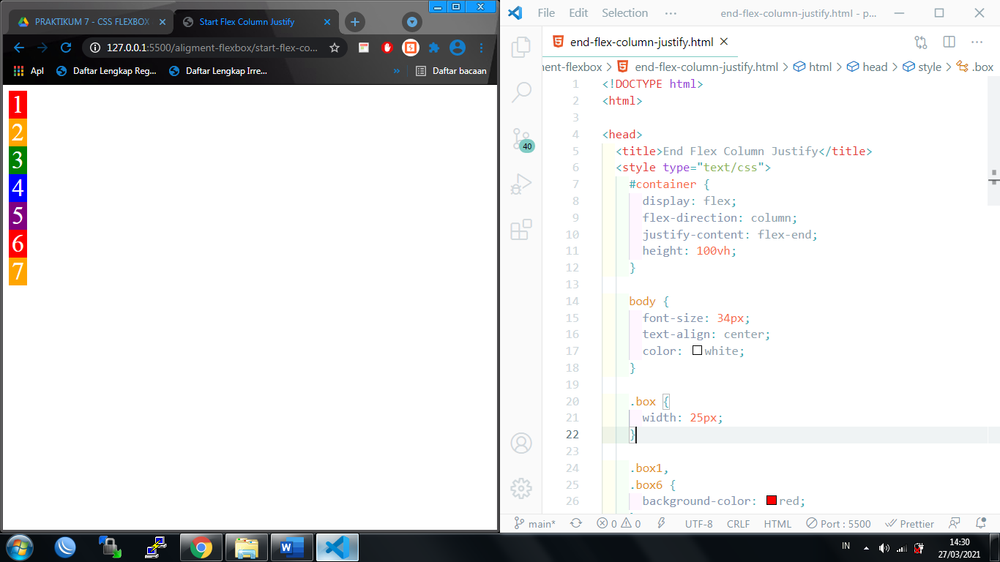 PRAKTIKUM 7 - CSS FLEXBOX
Start Flex Column Justify
127.0.0.1:5500/aligment-flexbox/start-flex-co...
Apl
Daftar Lengkap Reg...
Daftar Lengkap Irre...
»
Daftar bacaan
1
2
3
4
5
6
7
File Edit Selection ...
end-flex-column-justify.html - p...
end-flex-column-justify.html
ment-flexbox > end-flex-column-justify.html > html > head > style > .box
40
1 <!DOCTYPE html>
2 <html>
3
4 <head>
5 <title>End Flex Column Justify</title>
6 <style type="text/css">
7 #container {
8 display: flex;
9 flex-direction: column;
10 justify-content: flex-end;
11 height: 100vh;
12 }
13
14 body {
15 font-size: 34px;
16 text-align: center;
17 color: white;
18 }
19
20 .box {
21 width: 25px;
22 }
23
24 .box1,
25 .box6 {
26 background-color: red;
main* 0 0 UTF-8 CRLF HTML Port : 5500 Prettier
IN
14:30
27/03/2021